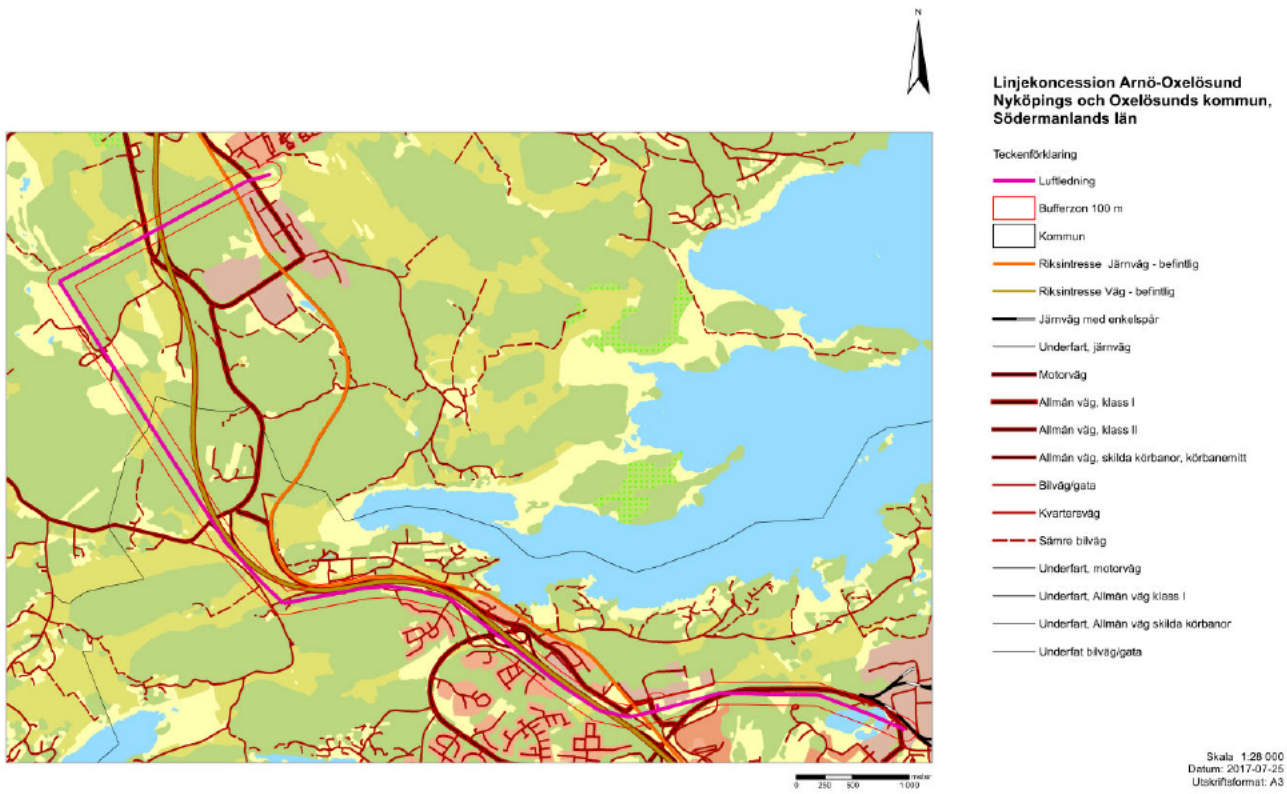 N
Linjekoncession Arnö-Oxelösund
Nyköpings och Oxelösunds kommun,
Södermanlands län
Teckenförklaring
Luftledning
Bufferzon 100 m
Kommun
Riksintresse Järnväg - befintlig
Riksintresse Väg - befintlig
Järnväg med enkelspår
Underfart, järnväg
Motorväg
Allmän väg, klass I
Allmän väg, klass II
Allmän väg, skilda körbanor, körbanemitt
Bilväg/gata
Kvartersväg
Sämre bilväg
Underfart, motorväg
Underfart, Allmän väg klass I
Underfart, Allmän väg skilda körbanor
Underfat bilväg/gata
Skala 1:28 000
Datum: 2017-07-25
Utskriftsformat: A3
meter
0 250 500 1 000